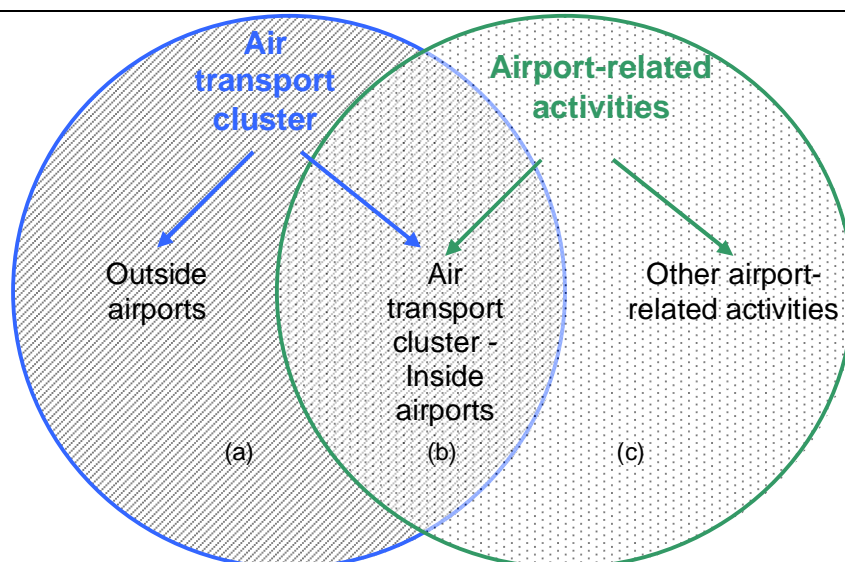 Air
transport
cluster
Airport-related
activities
Outside
airports
Air
transport
cluster -
Inside
airports
Other airport-
related activities
(a)
(b)
(c)